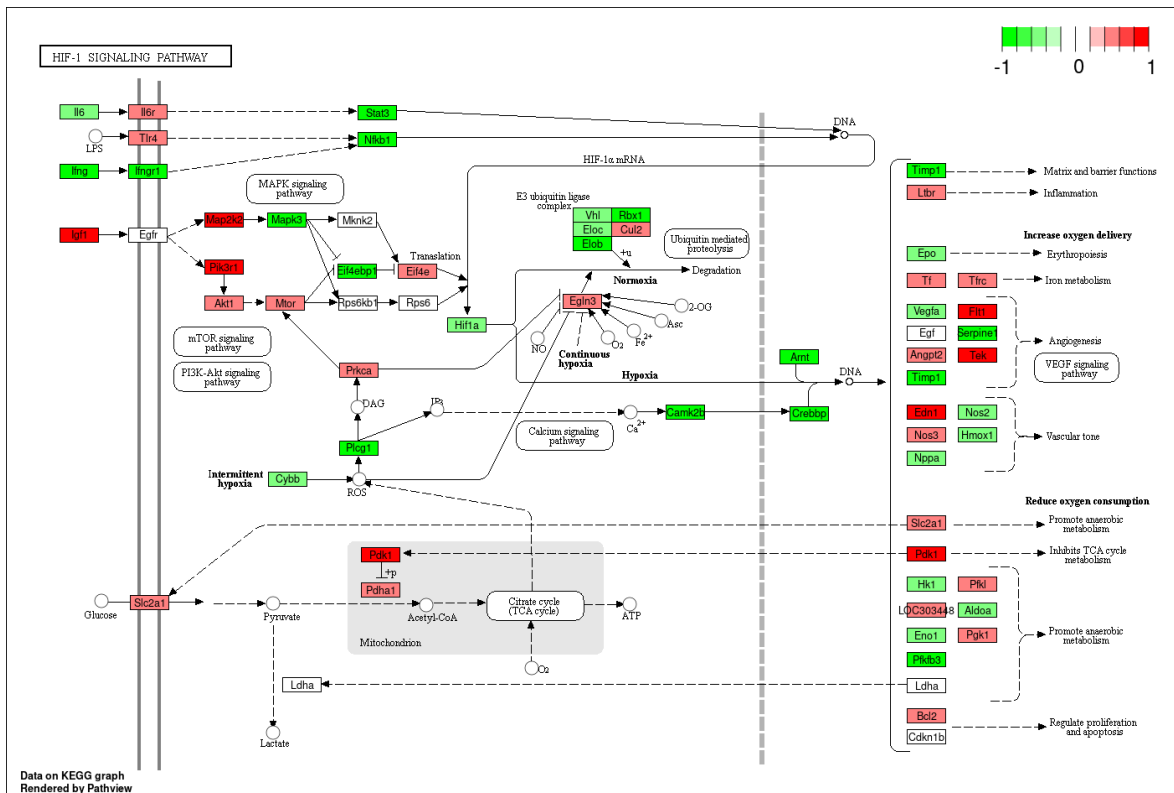 HIF-1 SIGNALING PATHWAY
-1 0 1
Il6
Il6r
Stat3
DNA
LPS
Tlr4
Nfkb1
Ifng
Ifngr1
HIF-1α mRNA
MAPK signaling
pathway
Igf1
Egfr
Map2k2
Mapk3
Mknk2
Pik3r1
Eif4ebp1
Translation
Eif4e
Akt1
Mtor
Rps6kb1
Rps6
Hif1a
mTOR signaling
pathway
PI3K-Akt signaling
pathway
E3 ubiquitin ligase
complex
Vhl
Rbx1
Eloc
Cul2
Elob
+u
Ubiquitin mediated
proteolysis
Normoxia
Degradation
Egln3
2-OG
Asc
Fe2+
O2
NO
Continuous
hypoxia
Hypoxia
Arnt
DNA
Prkca
DAG
IP3
Ca2+
Camk2b
Crebbp
Calcium signaling
pathway
Plcg1
Intermittent
hypoxia
Cybb
ROS
Timp1
Matrix and barrier functions
Ltbr
Inflammation
Increase oxygen delivery
Epo
Erythropoiesis
Tf
Tfrc
Iron metabolism
Vegfa
Flt1
Egf
Serpine1
Angiogenesis
Angpt2
Tek
VEGF signaling
pathway
Timp1
Edn1
Nos2
Nos3
Hmox1
Vascular tone
Nppa
Reduce oxygen consumption
Slc2a1
Promote anaerobic
metabolism
Pdk1
Inhibits TCA cycle
metabolism
Hk1
Pfkl
LOC303448
Aldoa
Eno1
Pgk1
Promote anaerobic
metabolism
Pfkfb3
Ldha
Bcl2
Cdkn1b
Regulate proliferation
and apoptosis
Pdk1
+p
Pdha1
Glucose
Slc2a1
Pyruvate
Acetyl-CoA
Citrate cycle
(TCA cycle)
ATP
Mitochondrion
O2
Ldha
Lactate
Data on KEGG graph
Rendered by Pathview